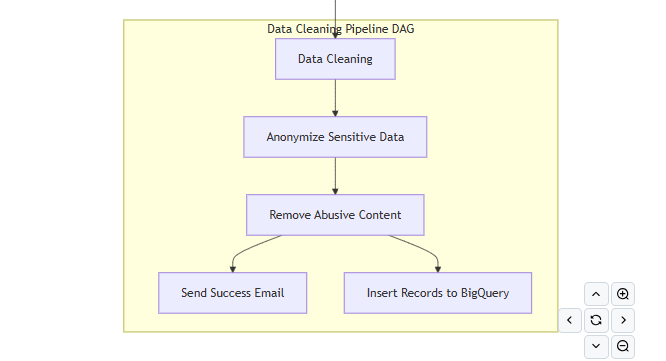 Data Cleaning Pipeline DAG
Data Cleaning
Anonymize Sensitive Data
Remove Abusive Content
Send Success Email
Insert Records to BigQuery